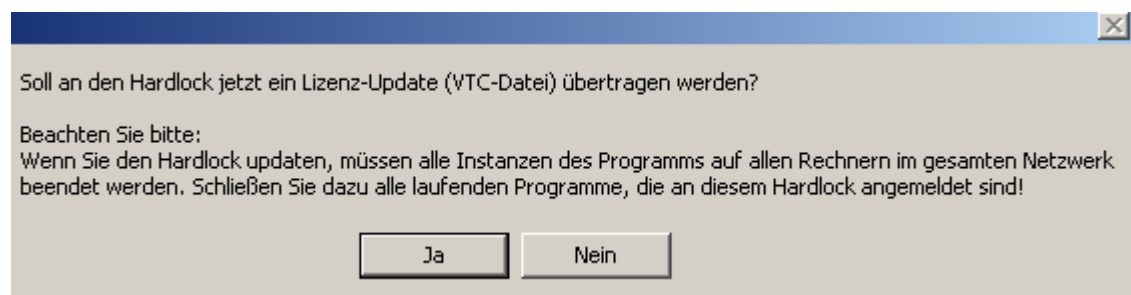 Soll an den Hardlock jetzt ein Lizenz-Update (VTC-Datei) übertragen werden?
Beachten Sie bitte:
Wenn Sie den Hardlock updaten, müssen alle Instanzen des Programms auf allen Rechnern im gesamten Netzwerk
beendet werden. Schließen Sie dazu alle laufenden Programme, die an diesem Hardlock angemeldet sind!
Ja Nein